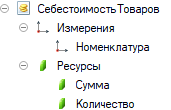 СебестоимостьТоваров
Измерения
Номенклатура
Ресурсы
Сумма
Количество